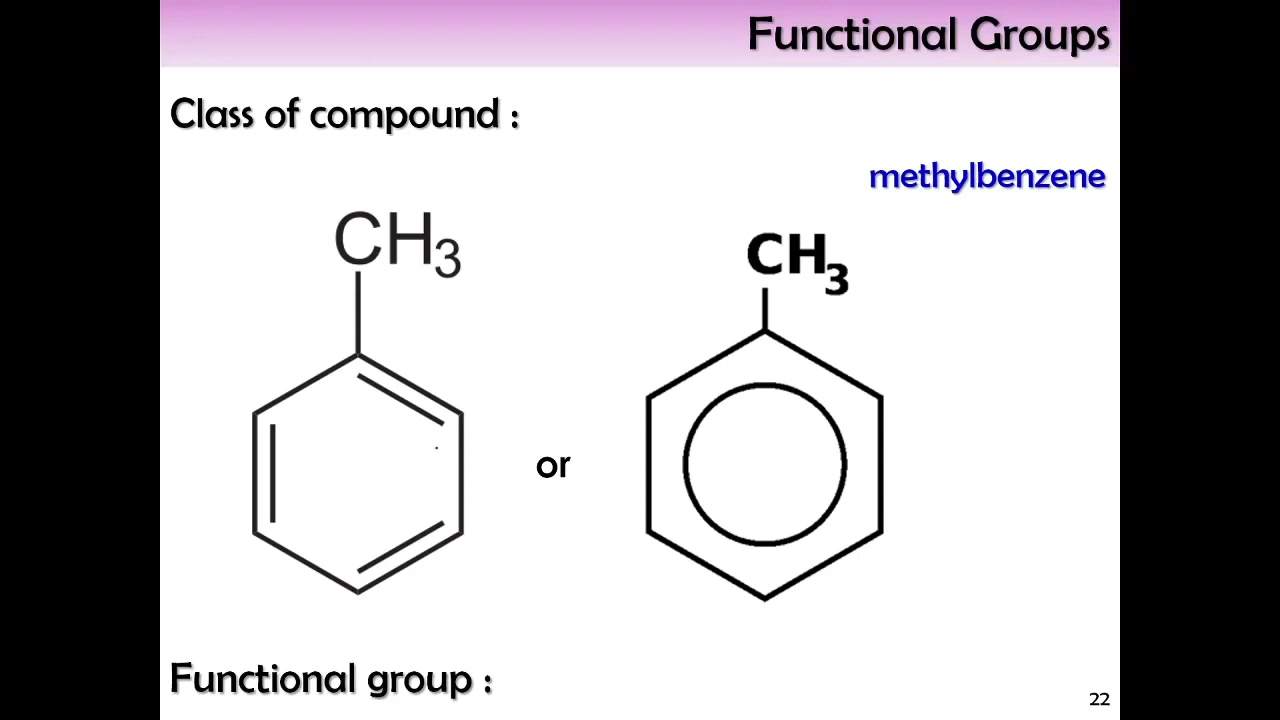 Functional Groups
Class of compound :
methylbenzene
CH3
CH3
or
Functional group :
22